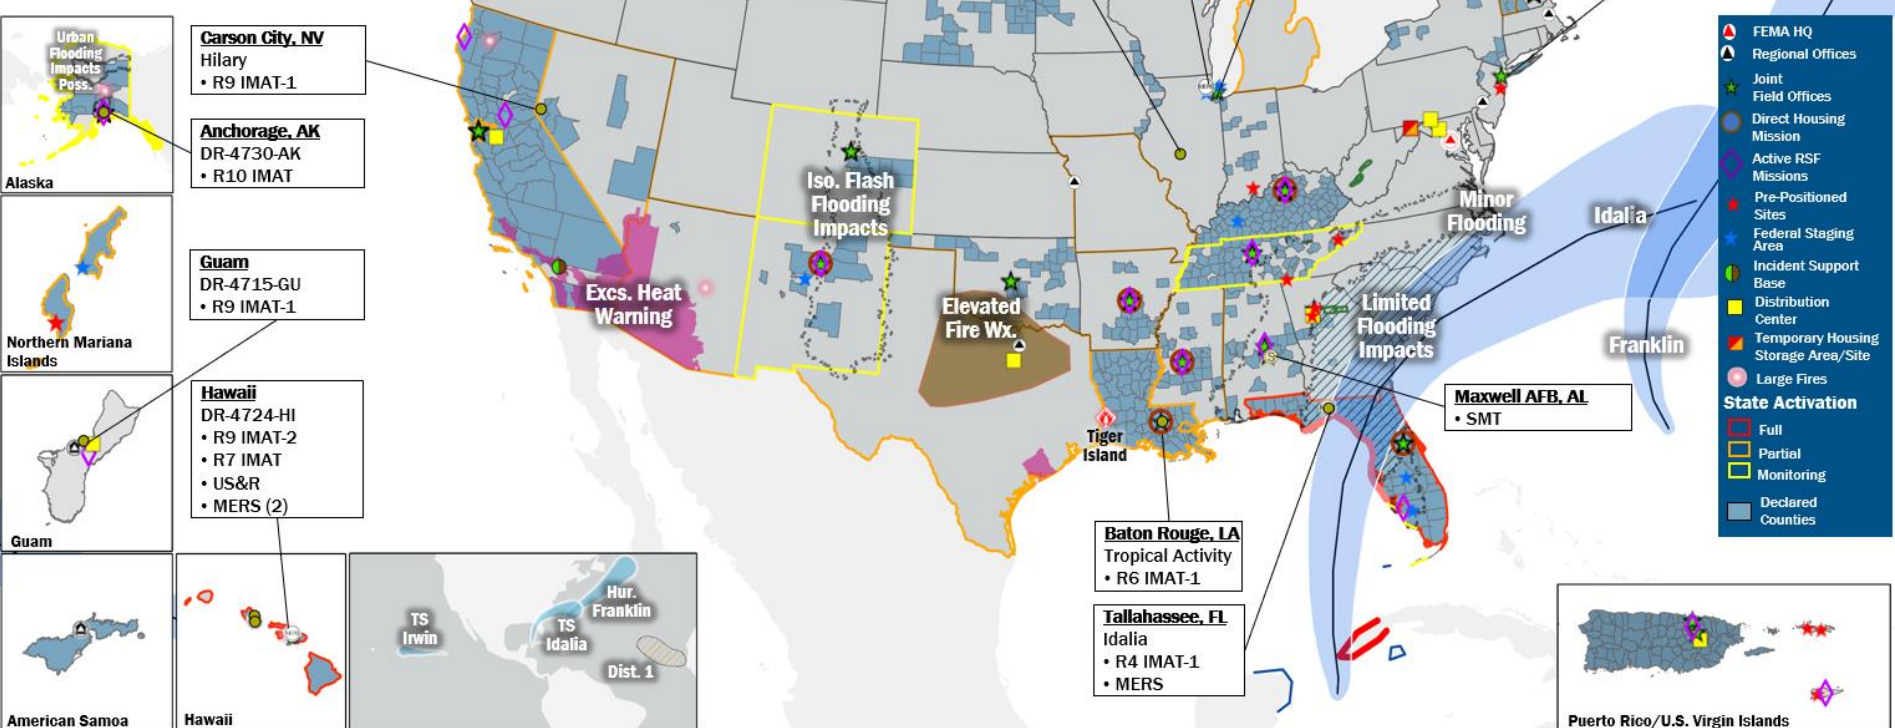 Urban
Flooding
Impacts
Poss.
Alaska
Carson City, NV
Hilary
• R9 IMAT-1
Anchorage, AK
DR-4730-AK
• R10 IMAT
Northern Mariana
Islands
Guam
DR-4715-GU
• R9 IMAT-1
Guam
Hawaii
DR-4724-HI
• R9 IMAT-2
• R7 IMAT
• US&R
• MERS (2)
American Samoa
Hawaii
TS
Irwin
Hur.
Franklin
TS
Idalia
Dist. 1
Excs. Heat
Warning
Iso. Flash
Flooding
Impacts
Elevated
Fire Wx.
Tiger
Island
Limited
Flooding
Impacts
Minor
Flooding
Idalia
Franklin
S
Maxwell AFB, AL
• SMT
Baton Rouge, LA
Tropical Activity
• R6 IMAT-1
Tallahassee, FL
Idalia
• R4 IMAT-1
• MERS
FEMA HQ
Regional Offices
Joint
Field Offices
Direct Housing
Mission
Active RSF
Missions
Pre-Positioned
Sites
Federal Staging
Area
Incident Support
Base
Distribution
Center
Temporary Housing
Storage Area/Site
Large Fires
State Activation
Full
Partial
Monitoring
Declared
Counties
Puerto Rico/U.S. Virgin Islands